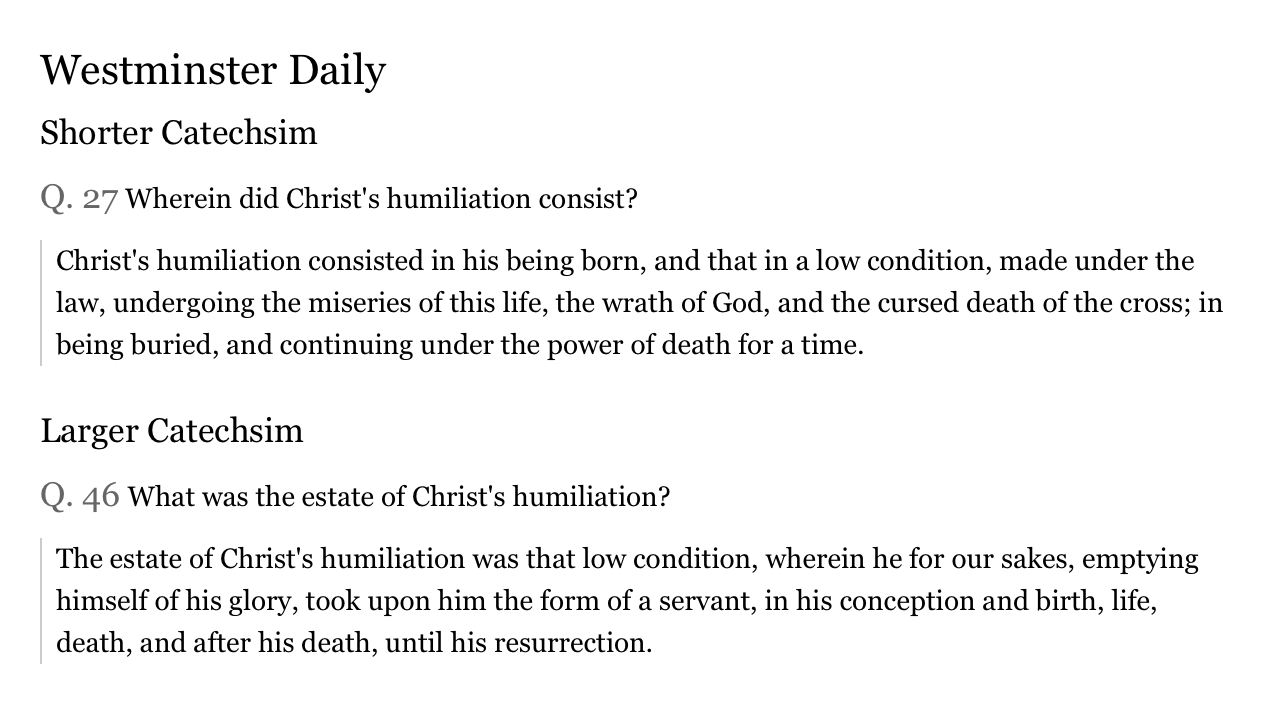 Westminster Daily
Shorter Catechsim
Q. 27 Wherein did Christ's humiliation consist?
Christ's humiliation consisted in his being born, and that in a low condition, made under the
law, undergoing the miseries of this life, the wrath of God, and the cursed death of the cross; in
being buried, and continuing under the power of death for a time.
Larger Catechsim
Q. 46 What was the estate of Christ's humiliation?
The estate of Christ's humiliation was that low condition, wherein he for our sakes, emptying
himself of his glory, took upon him the form of a servant, in his conception and birth, life,
death, and after his death, until his resurrection.